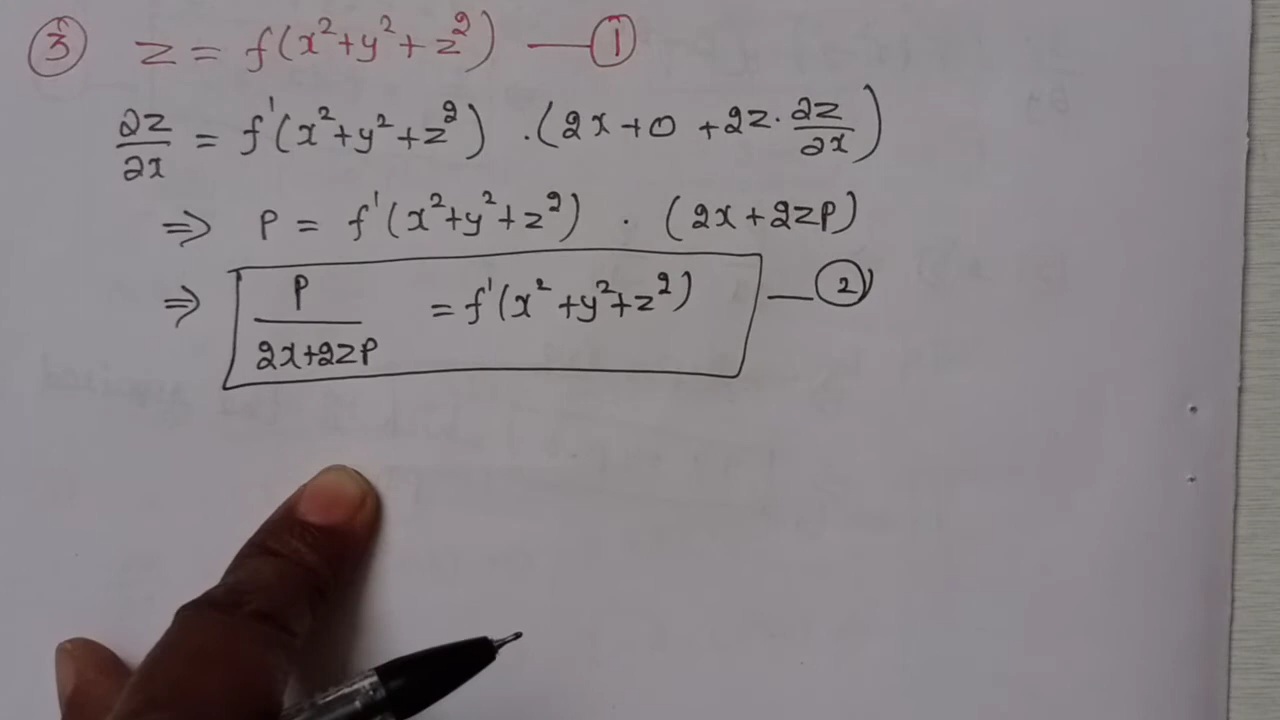 ③ z = f(x²+y²+z²) — ①
∂z/∂x = f'(x²+y²+z²) · (2x+0+2z·∂z/∂x)
⇒ P = f'(x²+y²+z²) · (2x+2zp)
⇒ P/2x+2zp = f'(x²+y²+z²) — ②